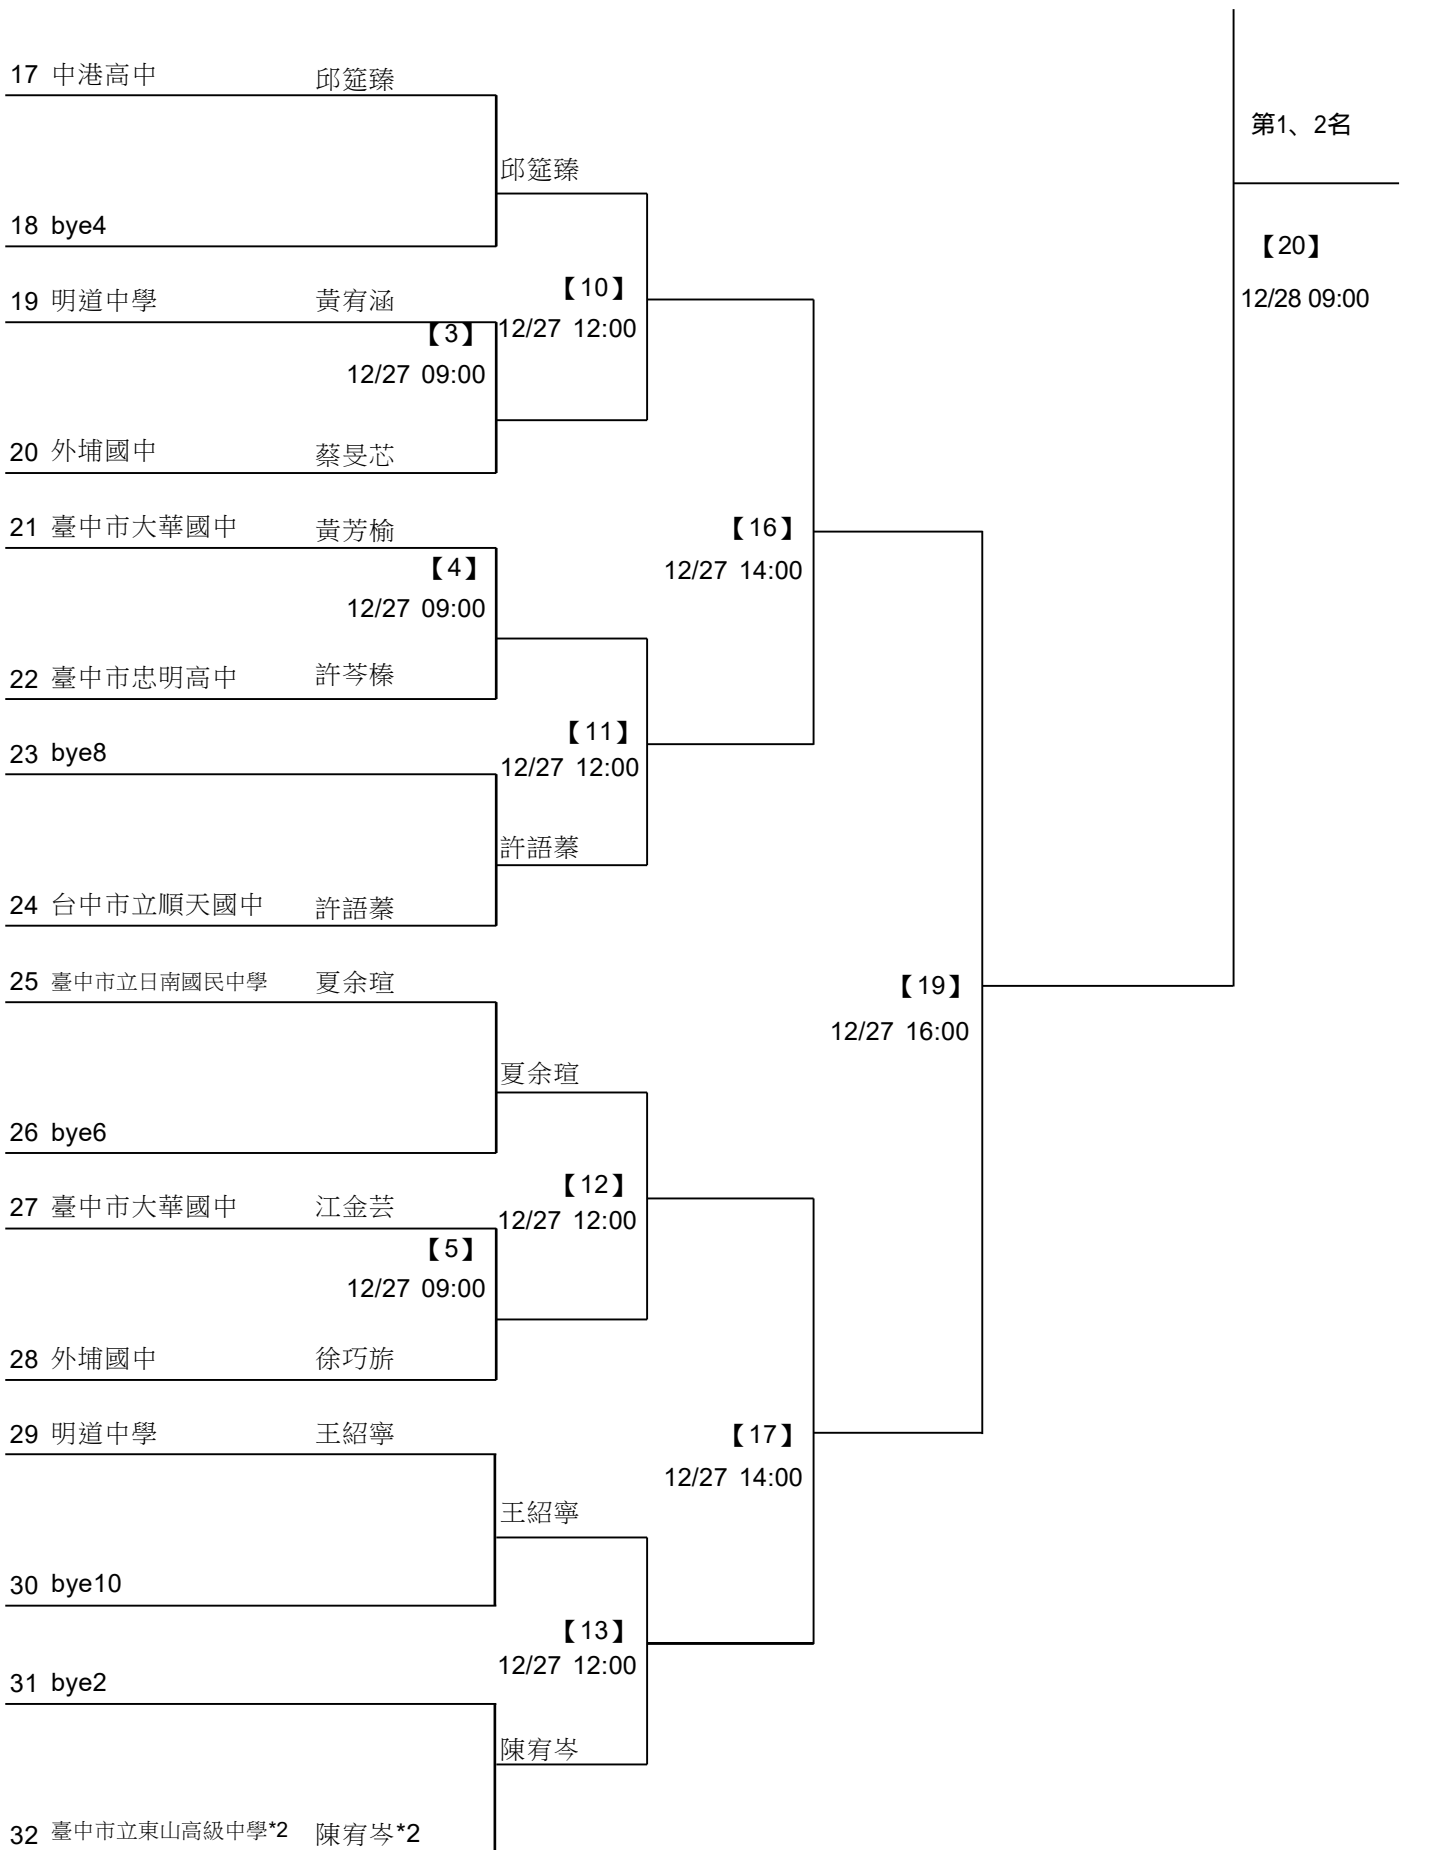 17 中港高中 邱筵臻
第1、2名
邱筵臻
18 bye4
【20】
19 明道中學 黃宥涵
【10】
12/28 09:00
【3】 12/27 12:00
12/27 09:00
20 外埔國中 蔡旻芯
21 臺中市大華國中 黃芳榆
【16】
【4】
12/27 14:00
12/27 09:00
22 臺中市忠明高中 許芩榛
【11】
23 bye8
12/27 12:00
許語蓁
24 台中市立順天國中 許語蓁
25 臺中市立日南國民中學 夏余瑄
【19】
12/27 16:00
夏余瑄
26 bye6
【12】
27 臺中市大華國中 江金芸
12/27 12:00
【5】
12/27 09:00
28 外埔國中 徐巧旂
29 明道中學 王紹寧
【17】
12/27 14:00
王紹寧
30 bye10
【13】
12/27 12:00
31 bye2
陳宥岑
32 臺中市立東山高級中學*2 陳宥岑*2